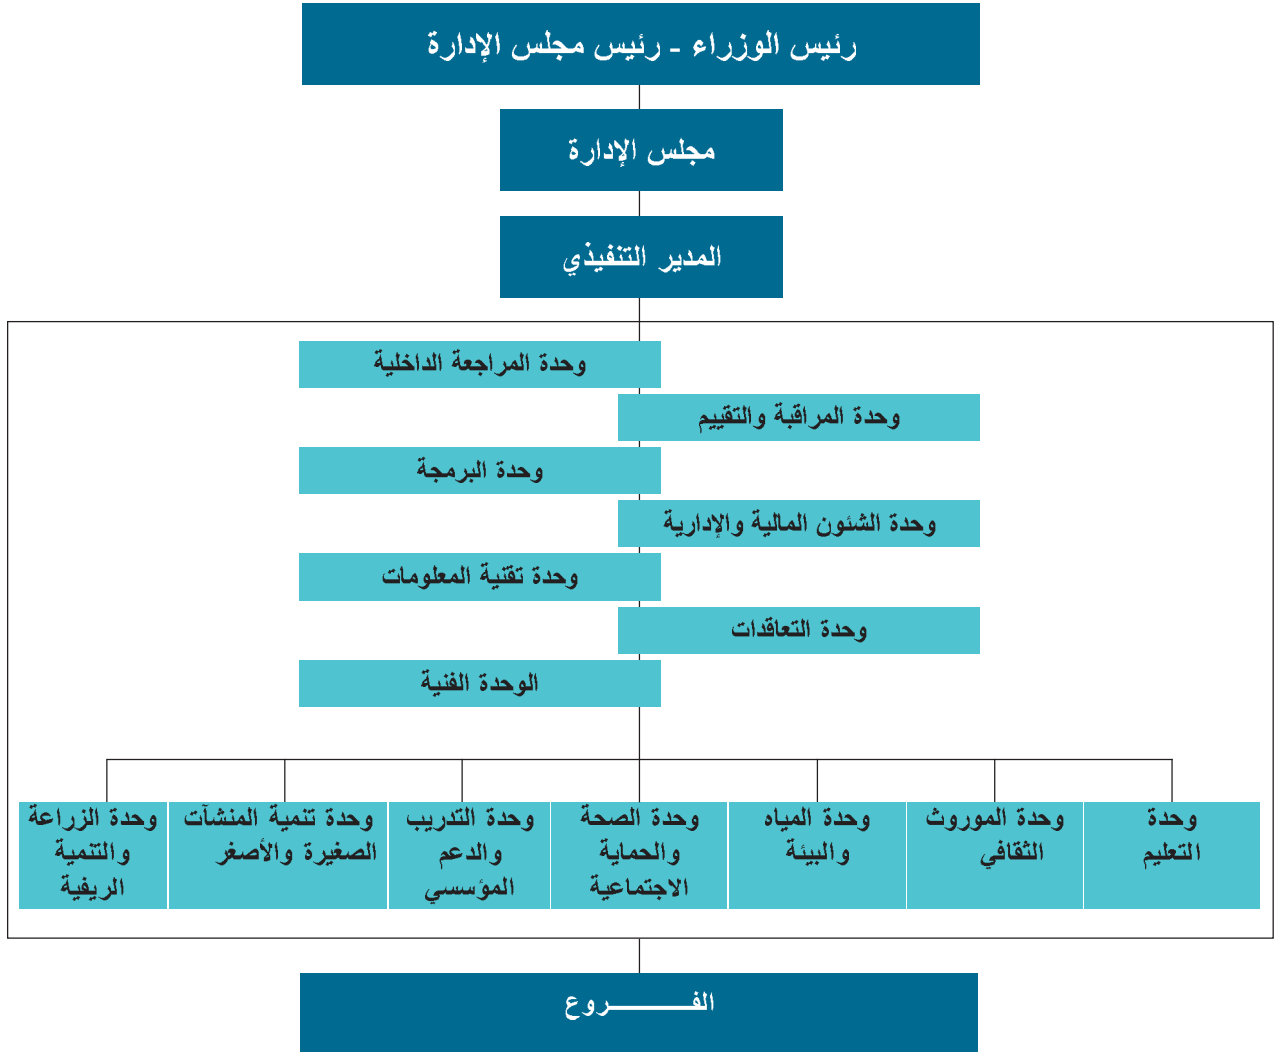 رئيس الوزراء - رئيس مجلس الإدارة
مجلس الإدارة
المدير التنفيذي
وحدة المراجعة الداخلية
وحدة المراقبة والتقييم
وحدة البرمجة
وحدة الشئون المالية والإدارية
وحدة تقنية المعلومات
وحدة التعاقدات
الوحدة الفنية
وحدة
التعليم
وحدة الموروث
الثقافي
وحدة المياه
والبيئة
وحدة الصحة
والحماية
الاجتماعية
وحدة التدريب
والدعم
المؤسسي
وحدة تنمية المنشآت
الصغيرة والأصغر
وحدة الزراعة
والتنمية
الريفية
الفـــــــروع